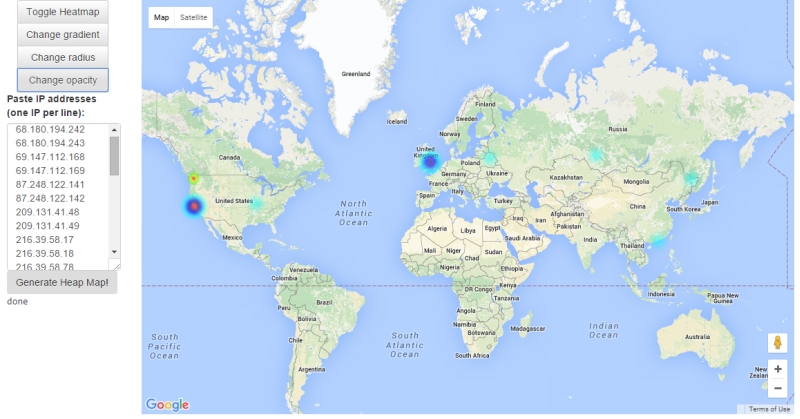 Toggle Heatmap
Change gradient
Change radius
Change opacity
Paste IP addresses
(one IP per line):
68.180.194.242
68.180.194.243
69.147.112.168
69.147.112.169
87.248.122.141
87.248.122.142
209.131.41.48
209.131.41.49
216.39.58.17
216.39.58.18
216.39.58.78
Generate Heap Map!
done
Map Satellite
Greenland
Iceland
Finland
Sweden
Norway
Russia
United
Kingdom
Poland
Germany
Ukraine
France
Italy
Spain
Turkey
Kazakhstan
Mongolia
China
Japan
South Korea
Canada
United States
Mexico
North
Atlantic
Ocean
Iraq
Iran
Afghanistan
Pakistan
India
Thailand
Algeria
Libya
Egypt
Saudi Arabia
Mali
Niger
Chad
Sudan
Nigeria
Ethiopia
Kenya
DR Congo
Tanzania
Angola
Namibia
Botswana
Madagascar
South Africa
Venezuela
Colombia
Peru
Brazil
Bolivia
Chile
Argentina
South
Pacific
Ocean
South
Atlantic
Ocean
Indian
Ocean
Indonesia
Papua New
Guinea
Australia
New
Zealan
+
−
Google
Terms of Use